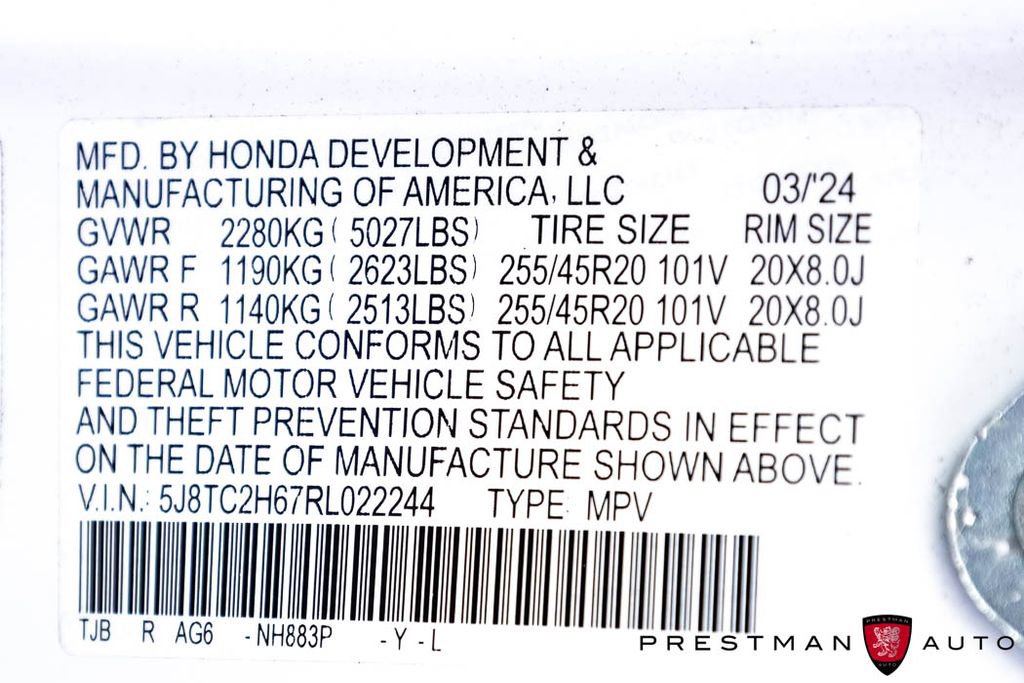 MFD. BY HONDA DEVELOPMENT &
MANUFACTURING OF AMERICA, LLC 03/'24
GVWR 2280KG ( 5027LBS) TIRE SIZE RIM SIZE
GAWR F 1190KG ( 2623LBS) 255/45R20 101V 20X8.0J
GAWR R 1140KG ( 2513LBS) 255/45R20 101V 20X8.0J
THIS VEHICLE CONFORMS TO ALL APPLICABLE
FEDERAL MOTOR VEHICLE SAFETY
AND THEFT PREVENTION STANDARDS IN EFFECT
ON THE DATE OF MANUFACTURE SHOWN ABOVE.
V.I.N.: 5J8TC2H67RL022244 TYPE: MPV
TJB R AG6 -NH883P -Y-L
PRESTMAN PRESTMAN AUTO AUTO